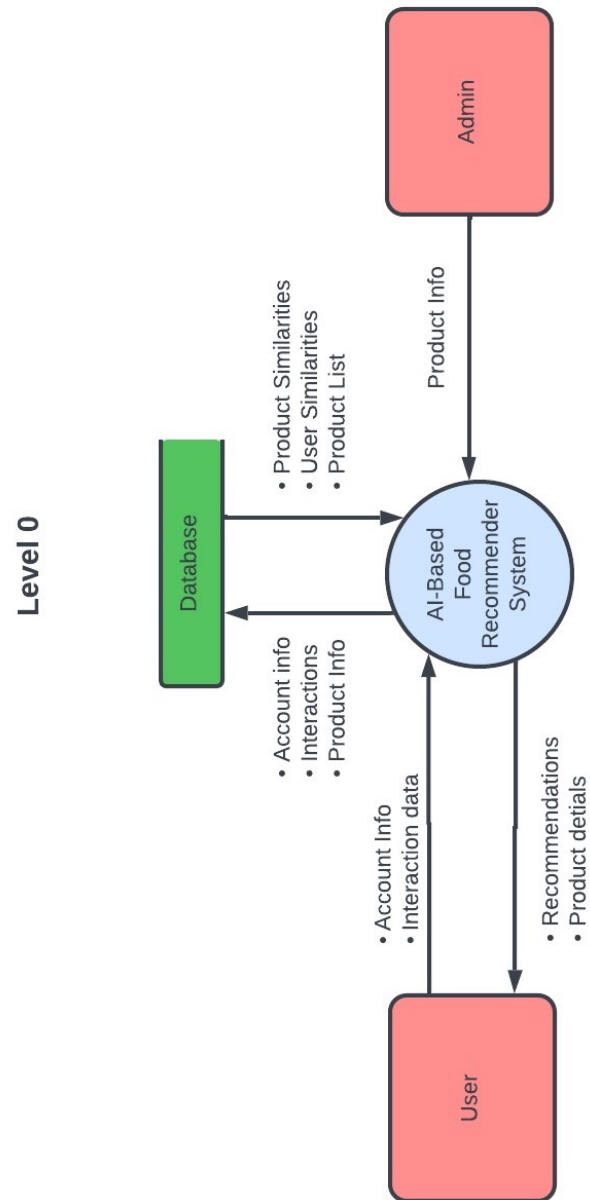 Level 0
Database
• Account info
• Interactions
• Product Info
• Product Similarities
• User Similarities
• Product List
User
• Account Info
• Interaction data
AI-Based
Food
Recommender
System
Product Info
Admin
• Recommendations
• Product detials